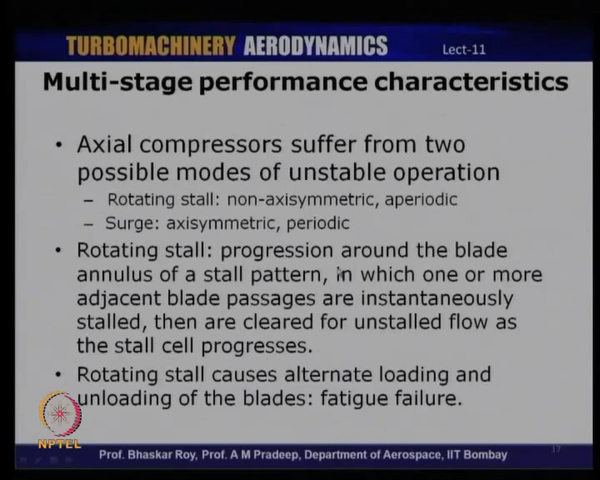 TURBOMACHINERY AERODYNAMICS Lect-11
Multi-stage performance characteristics
• Axial compressors suffer from two
possible modes of unstable operation
– Rotating stall: non-axisymmetric, aperiodic
– Surge: axisymmetric, periodic
• Rotating stall: progression around the blade
annulus of a stall pattern, in which one or more
adjacent blade passages are instantaneously
stalled, then are cleared for unstalled flow as
the stall cell progresses.
• Rotating stall causes alternate loading and
unloading of the blades: fatigue failure.
NPTEL
Prof. Bhaskar Roy, Prof. A M Pradeep, Department of Aerospace, IIT Bombay
17